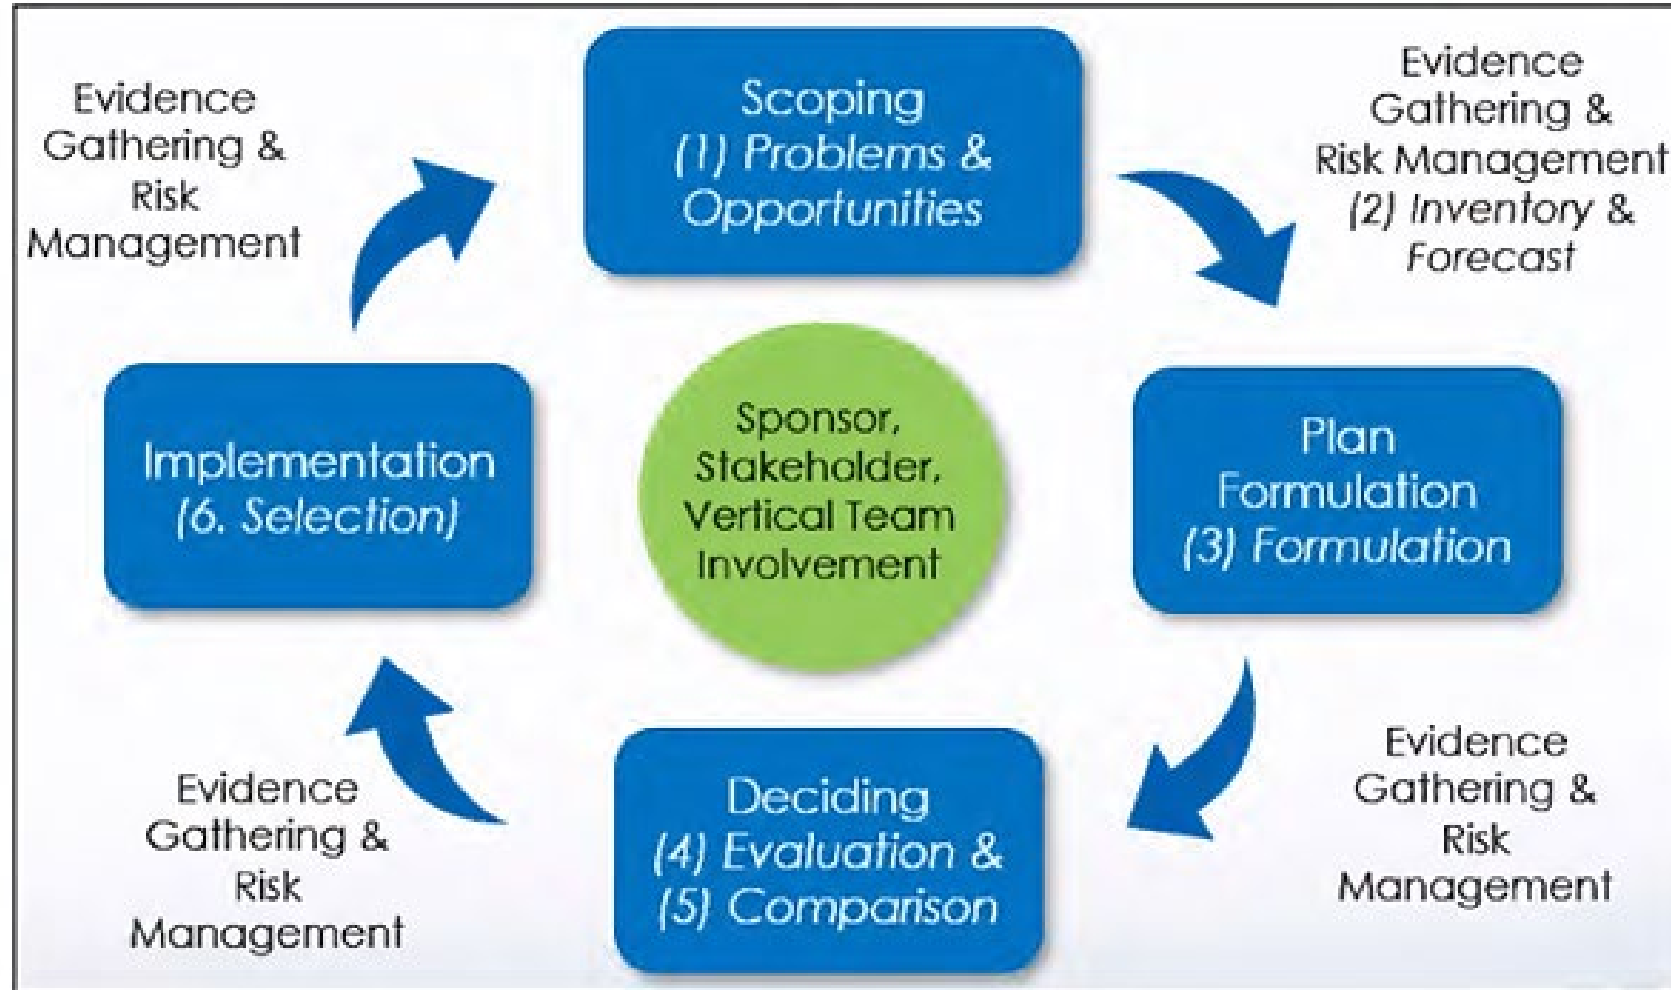 Scoping
(1) Problems &
Opportunities
Evidence
Gathering &
Risk Management
(2) Inventory &
Forecast
Plan
Formulation
(3) Formulation
Evidence
Gathering &
Risk
Management
Deciding
(4) Evaluation &
(5) Comparison
Evidence
Gathering &
Risk
Management
Implementation
(6. Selection)
Evidence
Gathering &
Risk
Management
Sponsor,
Stakeholder,
Vertical Team
Involvement